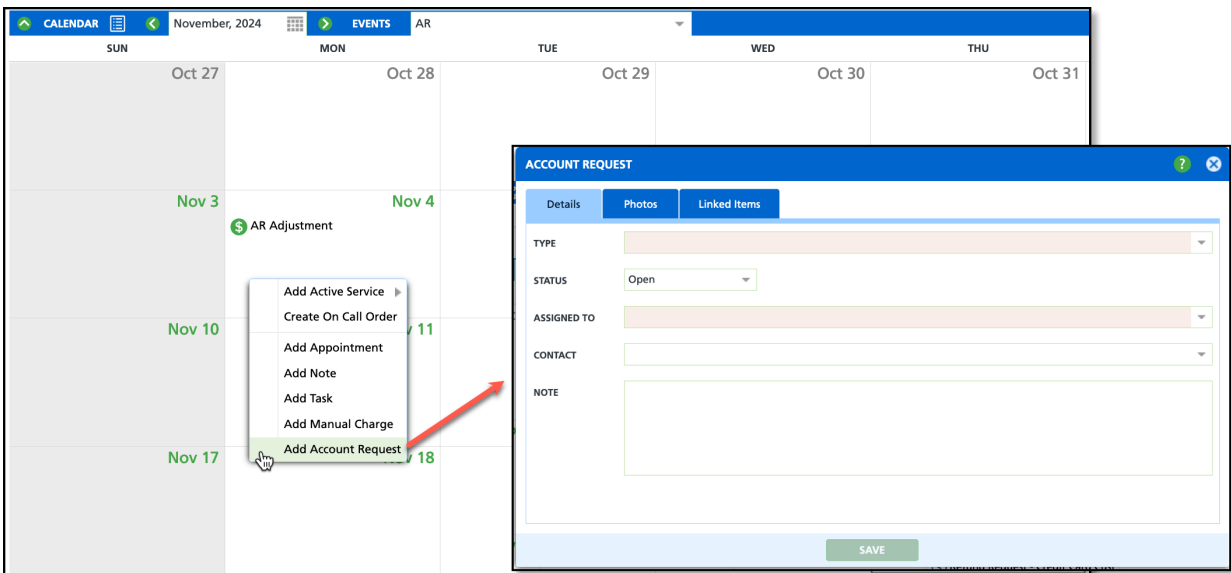 CALENDAR November, 2024 EVENTS AR
SUN MON TUE WED THU
Oct 27 Oct 28 Oct 29 Oct 30 Oct 31
Nov 3 Nov 4
$ AR Adjustment
Nov 10 11
Nov 17 18
Add Active Service
Create On Call Order
Add Appointment
Add Note
Add Task
Add Manual Charge
Add Account Request
ACCOUNT REQUEST ?
Details Photos Linked Items
TYPE
STATUS Open
ASSIGNED TO
CONTACT
NOTE
SAVE